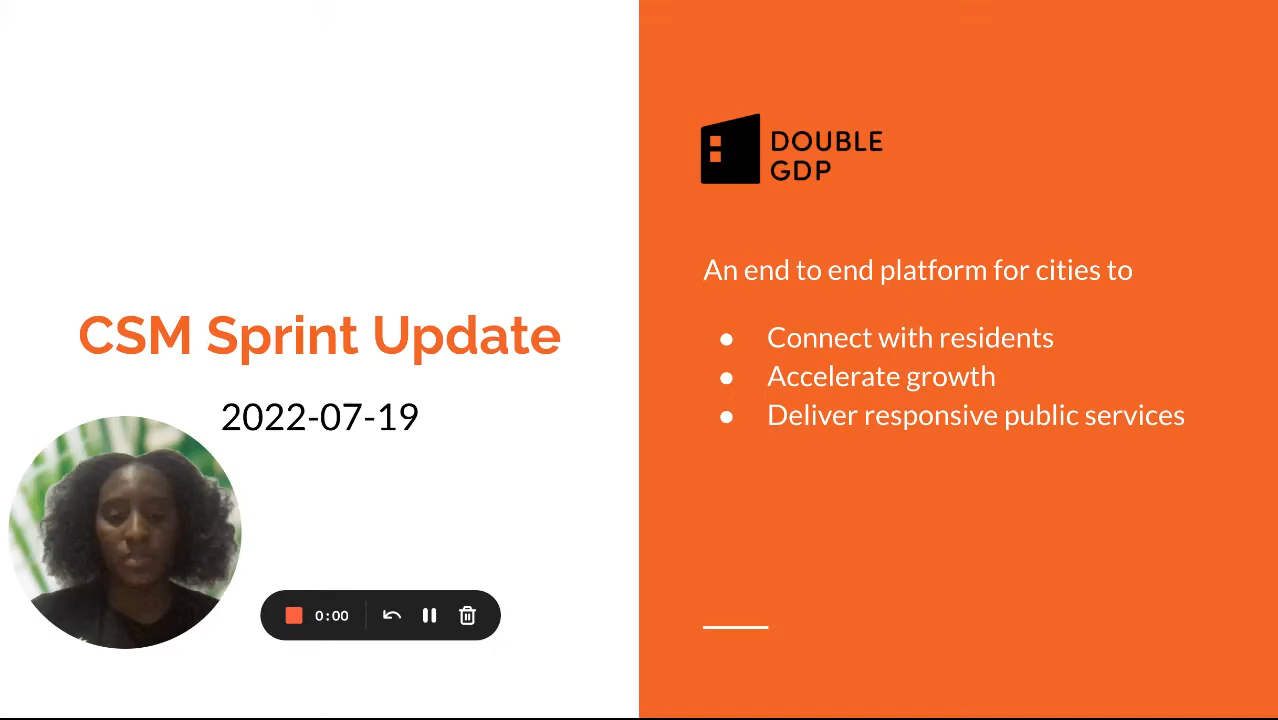 CSM Sprint Update
2022-07-19
0:00
DOUBLE
GDP
An end to end platform for cities to
● Connect with residents
● Accelerate growth
● Deliver responsive public services